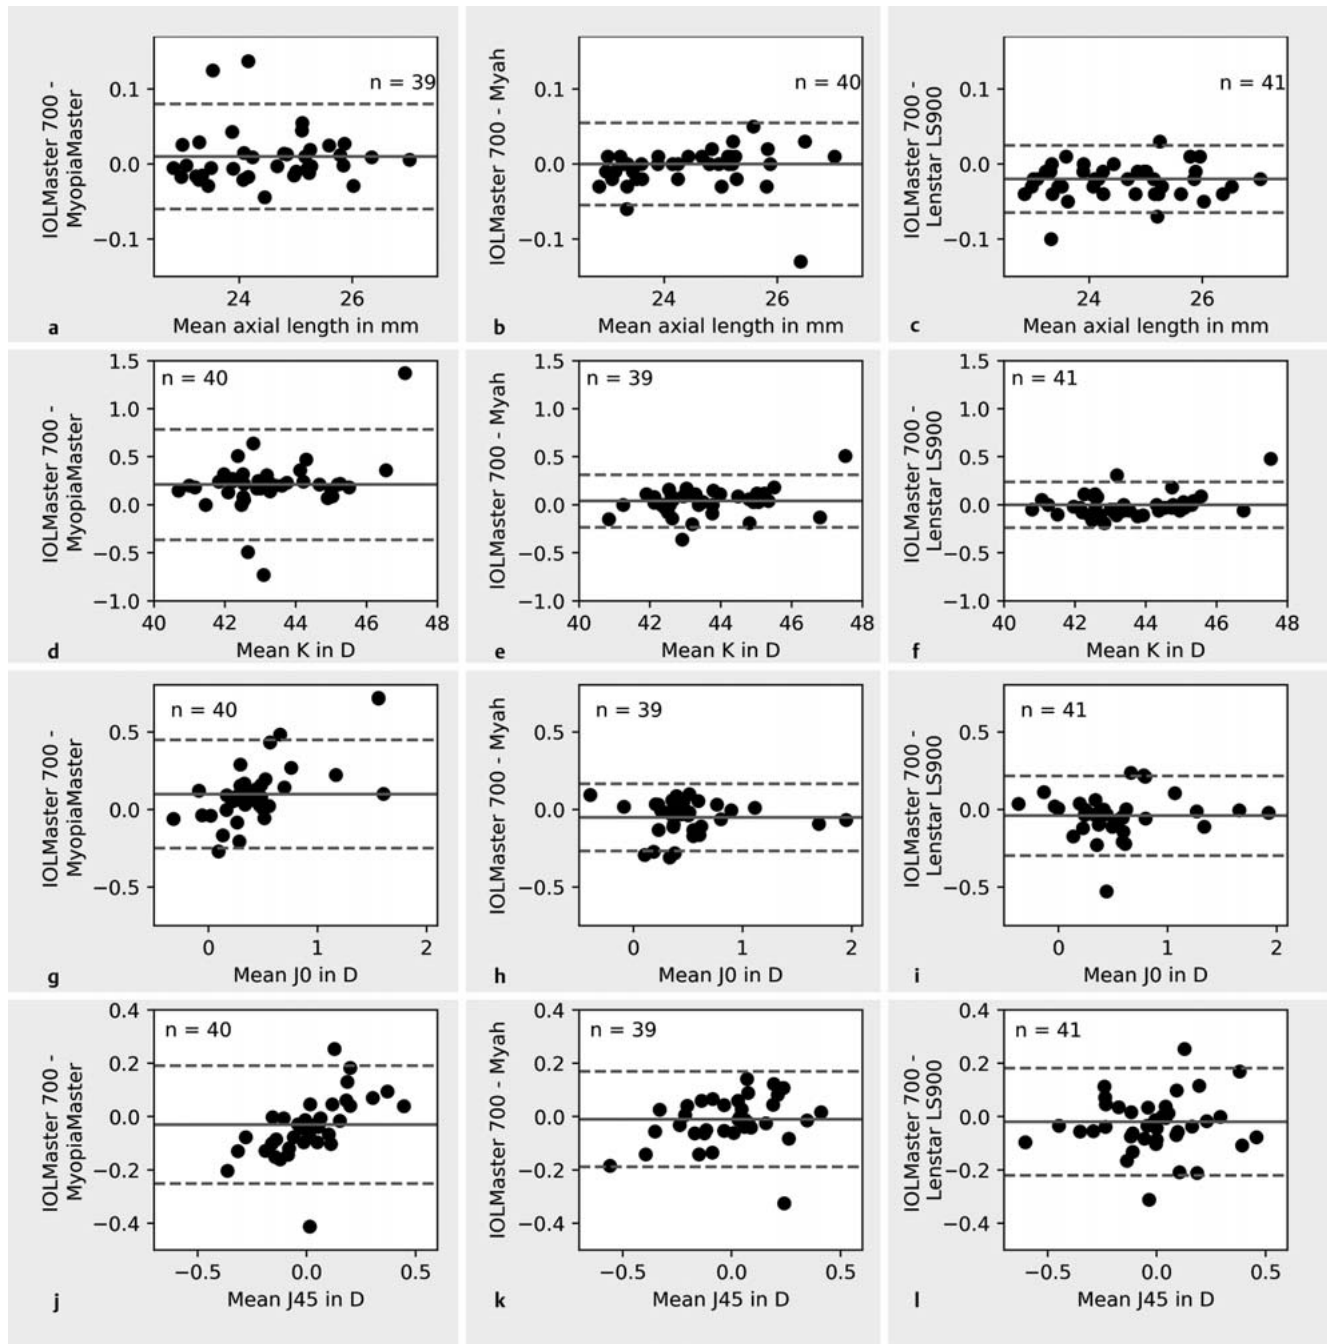 IOLMaster 700 -
MyopiaMaster
0.1
0.0
−0.1
n = 39
24
26
a
Mean axial length in mm
IOLMaster 700 - Myah
0.1
0.0
−0.1
n = 40
24
26
b
Mean axial length in mm
IOLMaster 700 -
Lenstar LS900
0.1
0.0
−0.1
n = 41
24
26
c
Mean axial length in mm
IOLMaster 700 -
MyopiaMaster
1.5
1.0
0.5
0.0
−0.5
−1.0
n = 40
40
42
44
46
48
d
Mean K in D
IOLMaster 700 - Myah
1.5
1.0
0.5
0.0
−0.5
−1.0
n = 39
40
42
44
46
48
e
Mean K in D
IOLMaster 700 -
Lenstar LS900
1.5
1.0
0.5
0.0
−0.5
−1.0
n = 41
40
42
44
46
48
f
Mean K in D
IOLMaster 700 -
MyopiaMaster
0.5
0.0
−0.5
n = 40
0
1
2
g
Mean J0 in D
IOLMaster 700 - Myah
0.5
0.0
−0.5
n = 39
0
1
2
h
Mean J0 in D
IOLMaster 700 -
Lenstar LS900
0.5
0.0
−0.5
n = 41
0
1
2
i
Mean J0 in D
IOLMaster 700 -
MyopiaMaster
0.4
0.2
0.0
−0.2
−0.4
n = 40
−0.5
0.0
0.5
j
Mean J45 in D
IOLMaster 700 - Myah
0.4
0.2
0.0
−0.2
−0.4
n = 39
−0.5
0.0
0.5
k
Mean J45 in D
IOLMaster 700 -
Lenstar LS900
0.4
0.2
0.0
−0.2
−0.4
n = 41
−0.5
0.0
0.5
l
Mean J45 in D